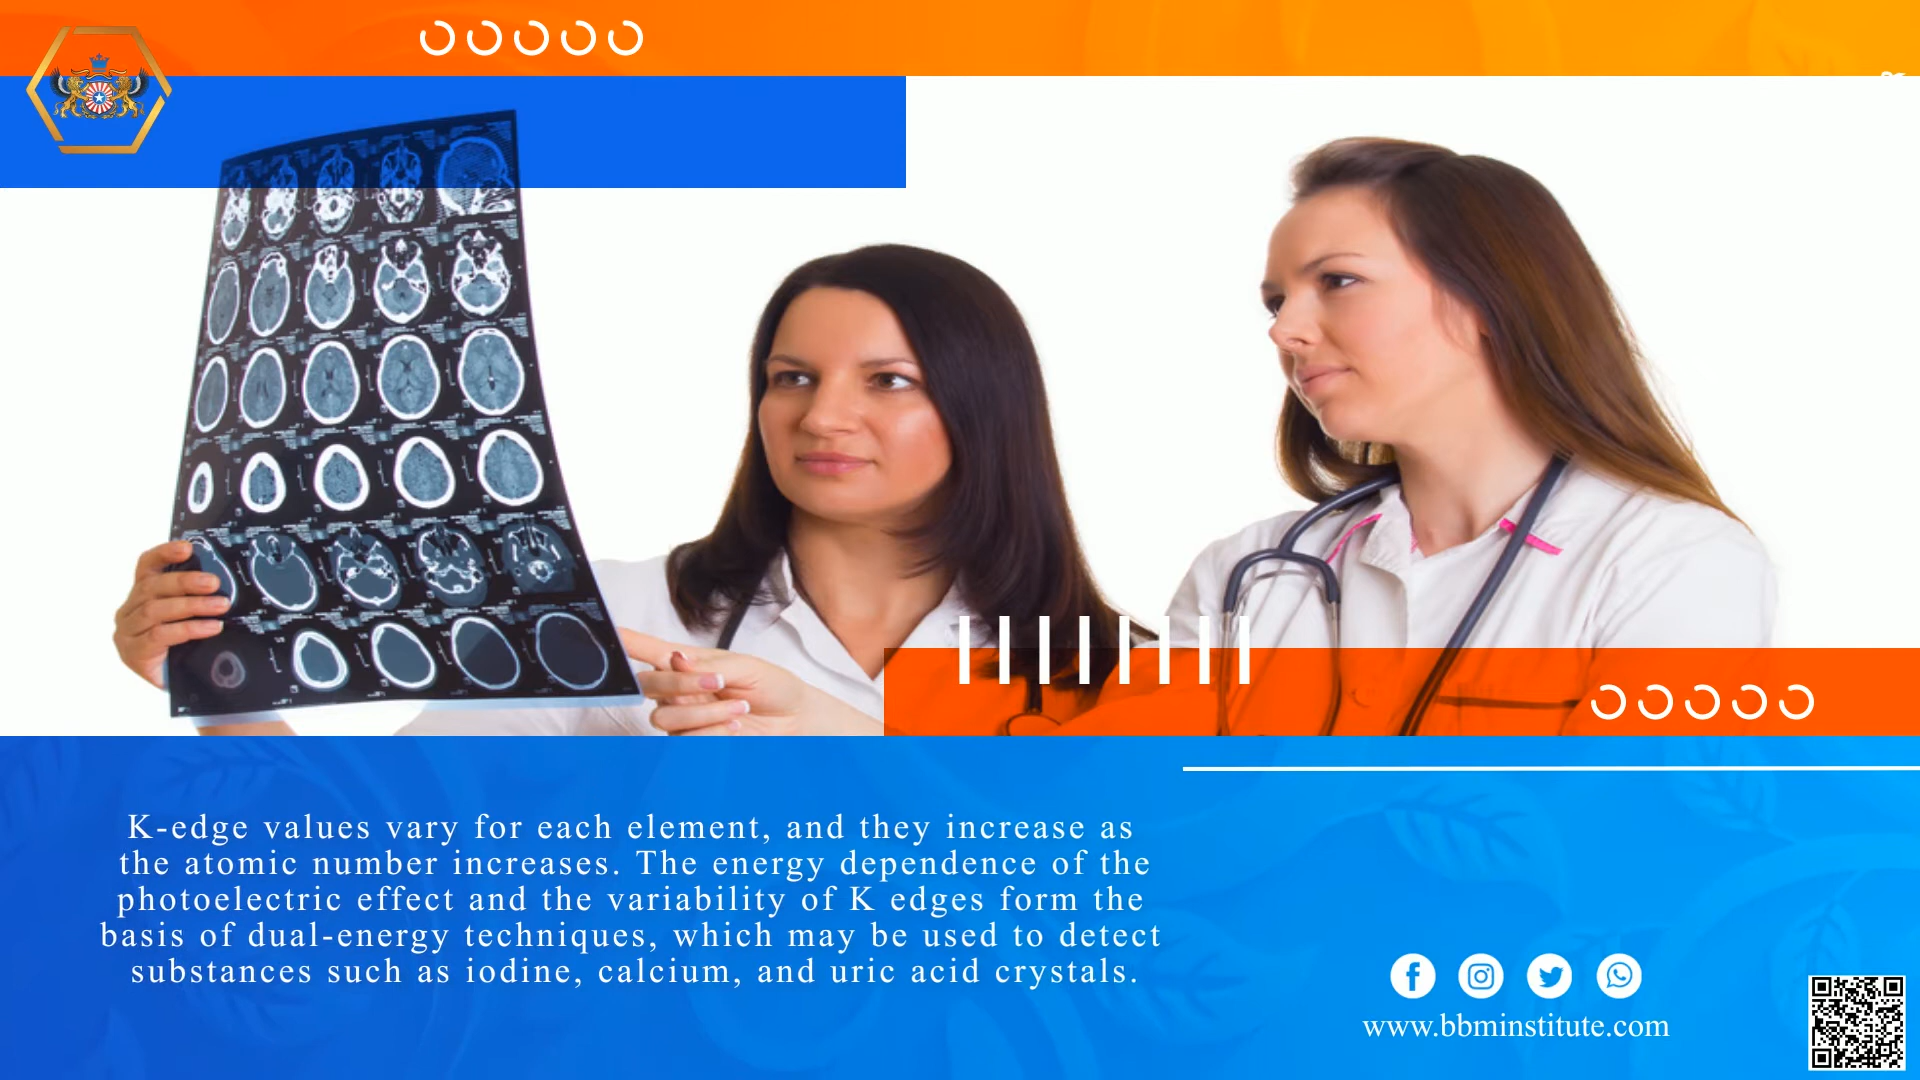 K-edge values vary for each element, and they increase as
the atomic number increases. The energy dependence of the
photoelectric effect and the variability of K edges form the
basis of dual-energy techniques, which may be used to detect
substances such as iodine, calcium, and uric acid crystals.
www.bbminstitute.com